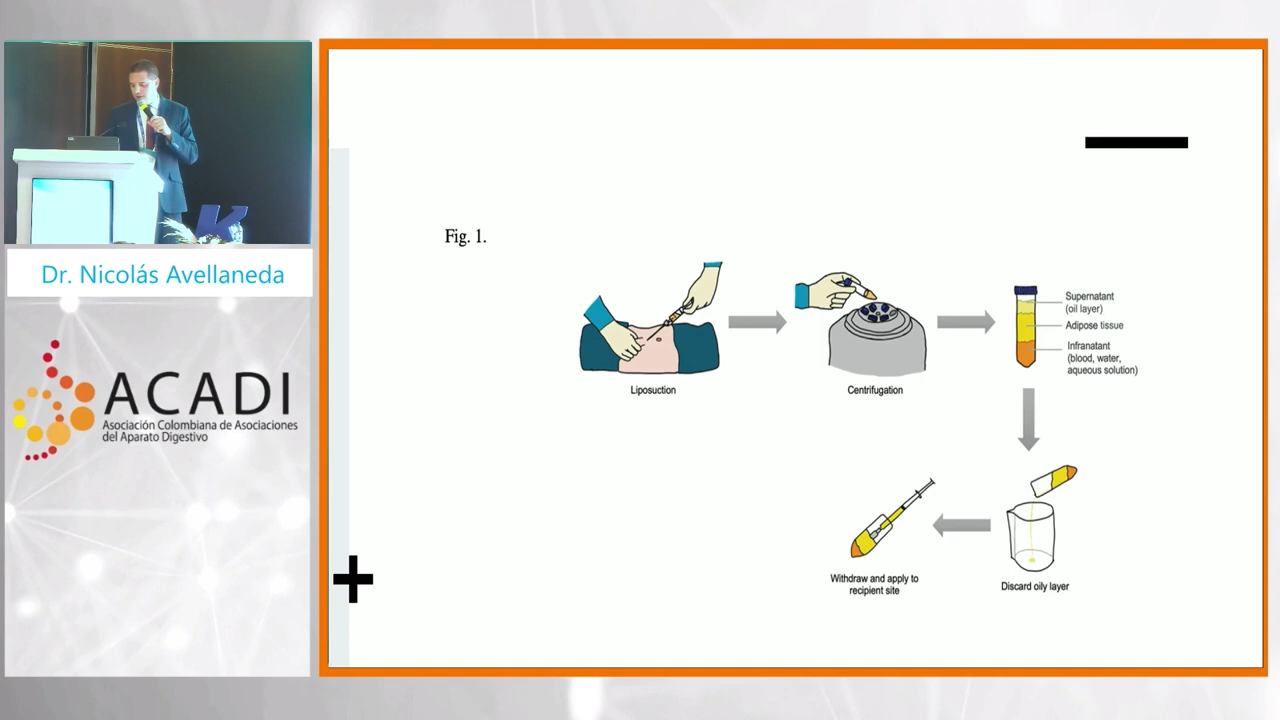 Dr. Nicolás Avellaneda
ACADI
Asociación Colombiana de Asociaciones
del Aparato Digestivo
Fig. 1.
Liposuction
Centrifugation
Supernatant
(oil layer)
Adipose tissue
Infranatant
(blood, water,
aqueous solution)
Discard oily layer
Withdraw and apply to
recipient site
K